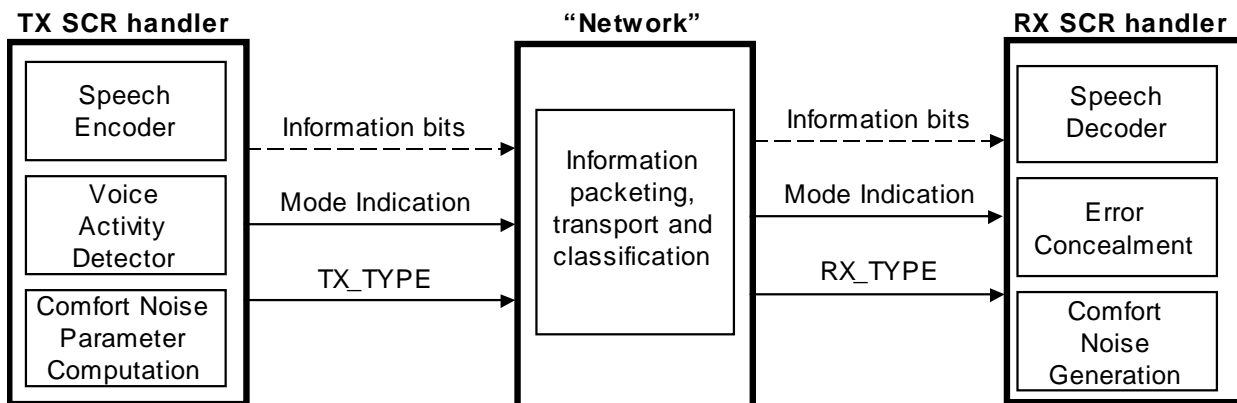 TX SCR handler
Speech
Encoder
Voice
Activity
Detector
Comfort Noise
Parameter
Computation
Information bits
Mode Indication
TX_TYPE
“Network”
Information
packeting,
transport and
classification
Information bits
Mode Indication
RX_TYPE
RX SCR handler
Speech
Decoder
Error
Concealment
Comfort
Noise
Generation